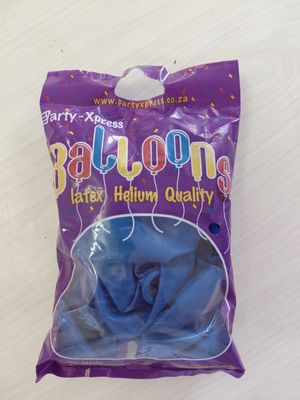 www.partyxpress.co.za
Party-Xpress
Balloons
latex Helium Quality